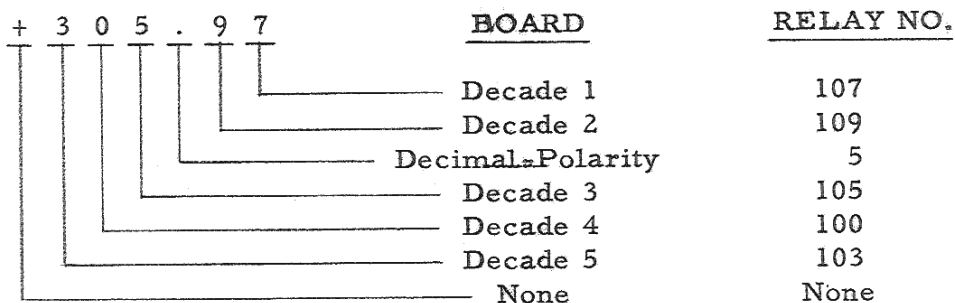 + 3 0 5 . 9 7 BOARD RELAY NO.
Decade 1 107
Decade 2 109
Decimal-Polarity 5
Decade 3 105
Decade 4 100
Decade 5 103
None None